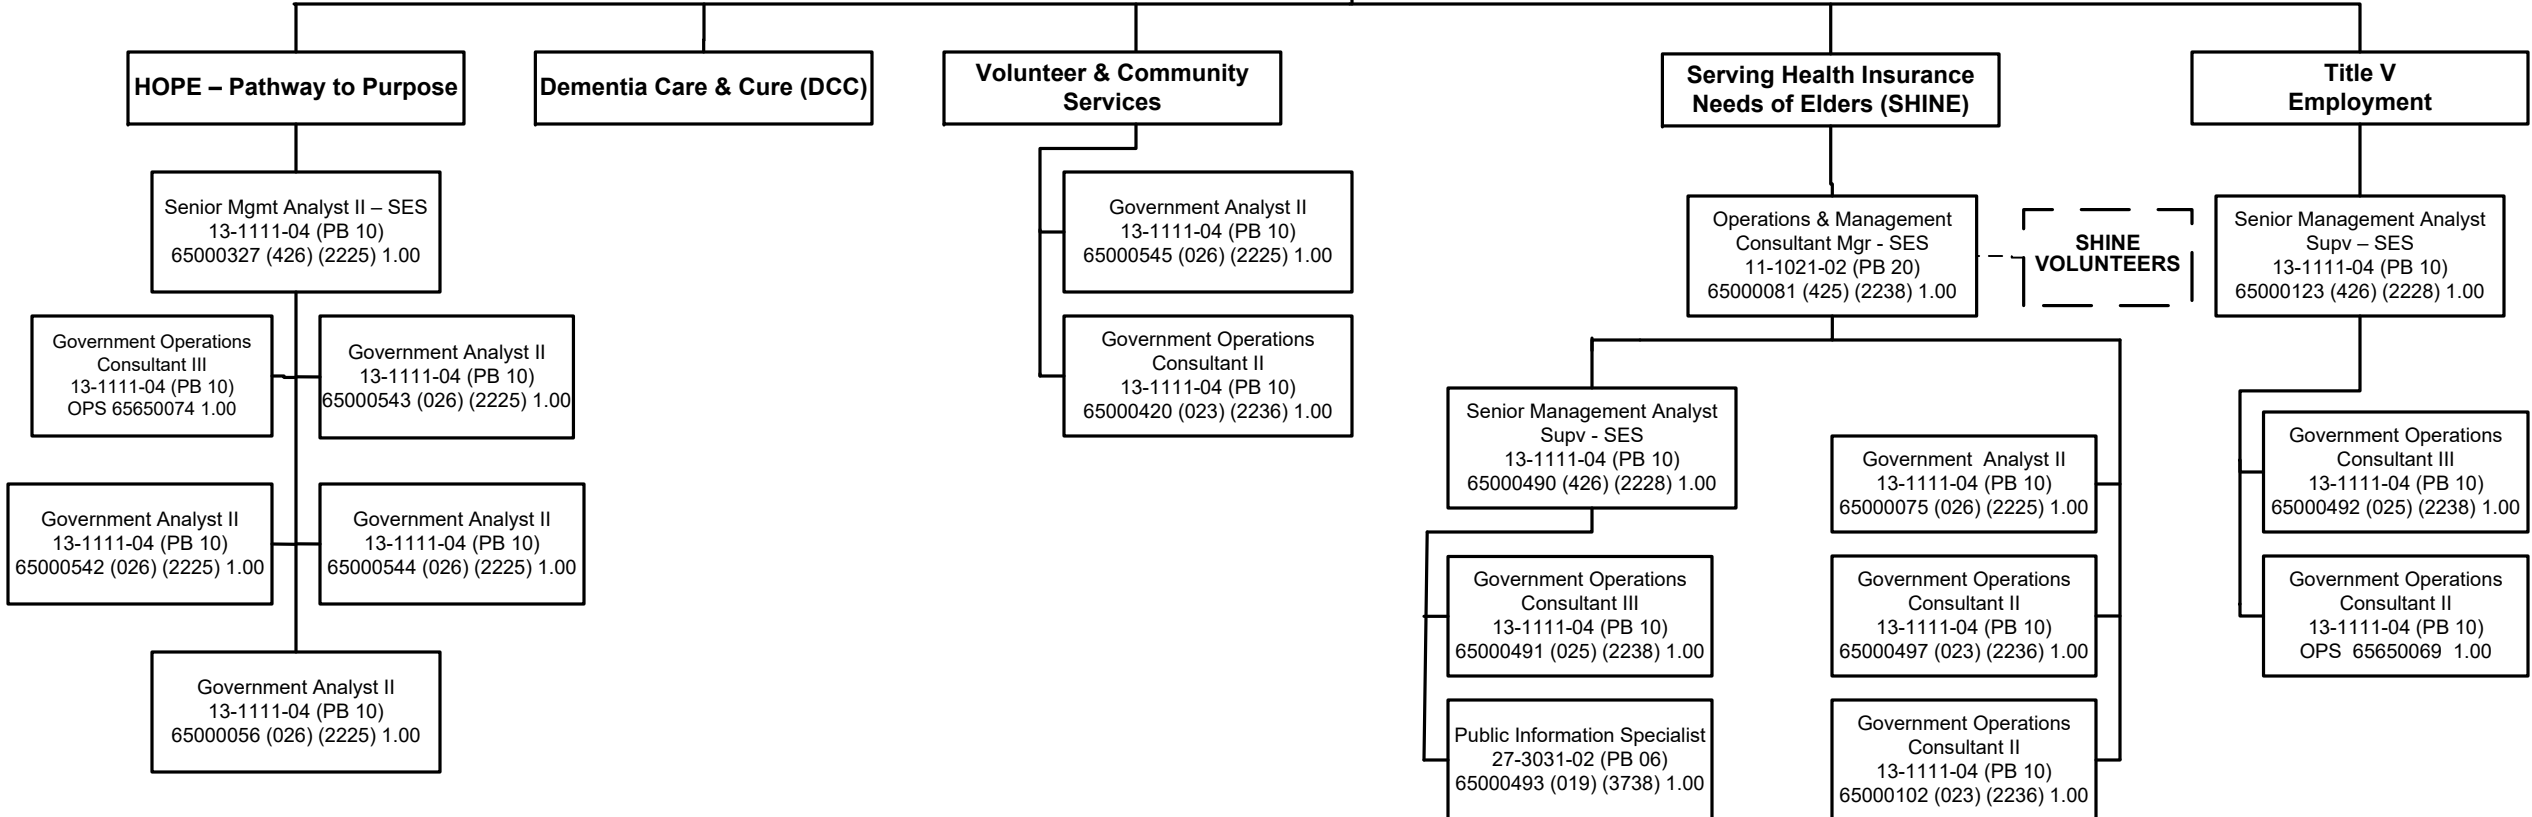 HOPE – Pathway to Purpose
Senior Mgmt Analyst II – SES
13-1111-04 (PB 10)
65000327 (426) (2225) 1.00
Government Operations
Consultant III
13-1111-04 (PB 10)
OPS 65650074 1.00
Government Analyst II
13-1111-04 (PB 10)
65000543 (026) (2225) 1.00
Government Analyst II
13-1111-04 (PB 10)
65000542 (026) (2225) 1.00
Government Analyst II
13-1111-04 (PB 10)
65000544 (026) (2225) 1.00
Government Analyst II
13-1111-04 (PB 10)
65000056 (026) (2225) 1.00
Dementia Care & Cure (DCC)
Volunteer & Community
Services
Government Analyst II
13-1111-04 (PB 10)
65000545 (026) (2225) 1.00
Government Operations
Consultant II
13-1111-04 (PB 10)
65000420 (023) (2236) 1.00
Serving Health Insurance
Needs of Elders (SHINE)
Operations & Management
Consultant Mgr - SES
11-1021-02 (PB 20)
65000081 (425) (2238) 1.00
SHINE
VOLUNTEERS
Senior Management Analyst
Supv - SES
13-1111-04 (PB 10)
65000490 (426) (2228) 1.00
Government Operations
Consultant III
13-1111-04 (PB 10)
65000491 (025) (2238) 1.00
Public Information Specialist
27-3031-02 (PB 06)
65000493 (019) (3738) 1.00
Government  Analyst II
13-1111-04 (PB 10)
65000075 (026) (2225) 1.00
Government Operations
Consultant II
13-1111-04 (PB 10)
65000497 (023) (2236) 1.00
Government Operations
Consultant II
13-1111-04 (PB 10)
65000102 (023) (2236) 1.00
Title V
Employment
Senior Management Analyst
Supv – SES
13-1111-04 (PB 10)
65000123 (426) (2228) 1.00
Government Operations
Consultant III
13-1111-04 (PB 10)
65000492 (025) (2238) 1.00
Government Operations
Consultant II
13-1111-04 (PB 10)
OPS  65650069  1.00